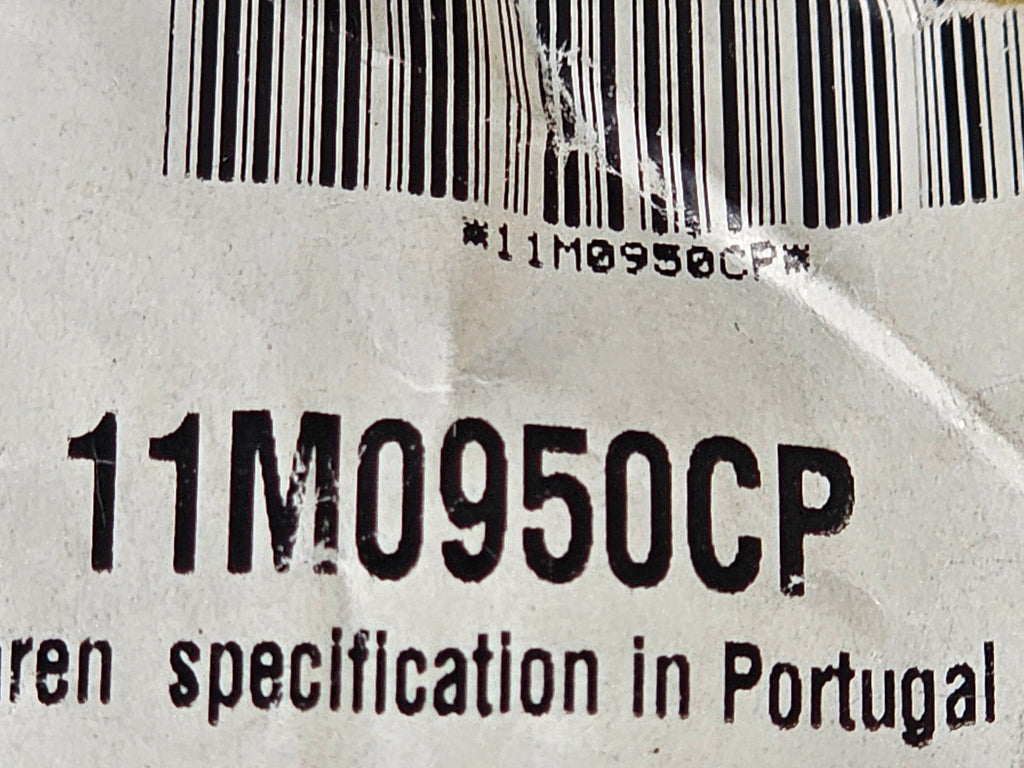 *11M0950CP*
11M0950CP
specification in Portugal